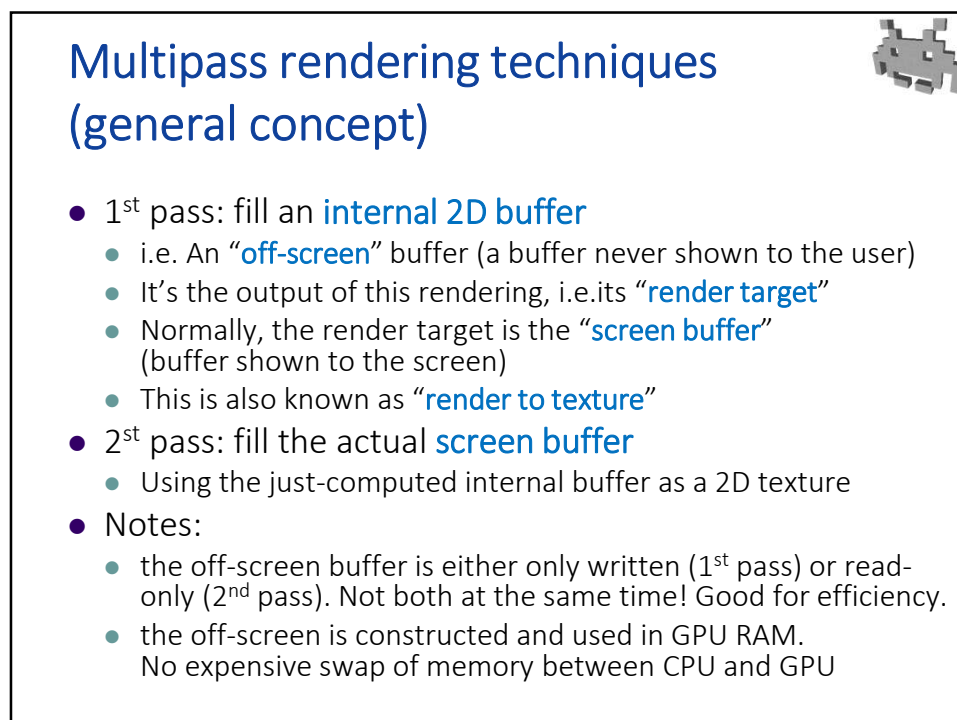 Multipass rendering techniques
(general concept)
● 1st pass: fill an internal 2D buffer
● i.e. An “off-screen” buffer (a buffer never shown to the user)
● It’s the output of this rendering, i.e.its “render target”
● Normally, the render target is the “screen buffer”
(buffer shown to the screen)
● This is also known as “render to texture”
● 2st pass: fill the actual screen buffer
● Using the just-computed internal buffer as a 2D texture
● Notes:
● the off-screen buffer is either only written (1st pass) or read-
only (2nd pass). Not both at the same time! Good for efficiency.
● the off-screen is constructed and used in GPU RAM.
No expensive swap of memory between CPU and GPU